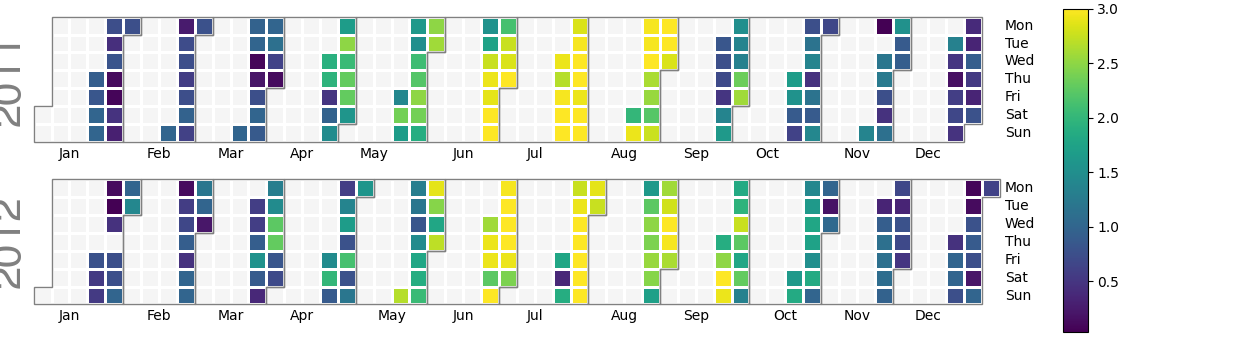 2011
Mon
Tue
Wed
Thu
Fri
Sat
Sun
Jan Feb Mar Apr May Jun Jul Aug Sep Oct Nov Dec
2012
Mon
Tue
Wed
Thu
Fri
Sat
Sun
Jan Feb Mar Apr May Jun Jul Aug Sep Oct Nov Dec
3.0
2.5
2.0
1.5
1.0
0.5